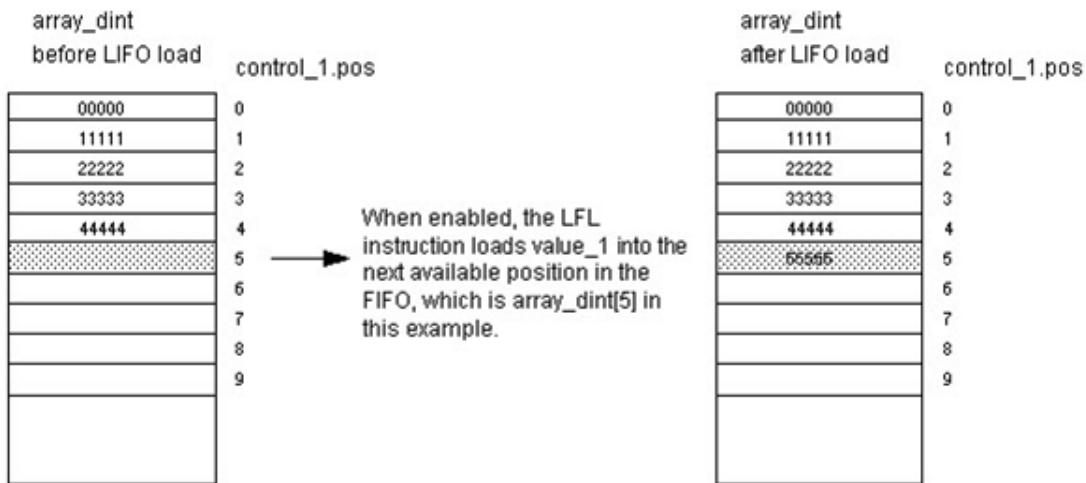 array_dint
before LIFO load
control_1.pos
00000
0
11111
1
22222
2
33333
3
44444
4
5
6
7
8
9
When enabled, the LFL
instruction loads value_1 into the
next available position in the
FIFO, which is array_dint[5] in
this example.
array_dint
after LIFO load
control_1.pos
00000
0
11111
1
22222
2
33333
3
44444
4
55555
5
6
7
8
9